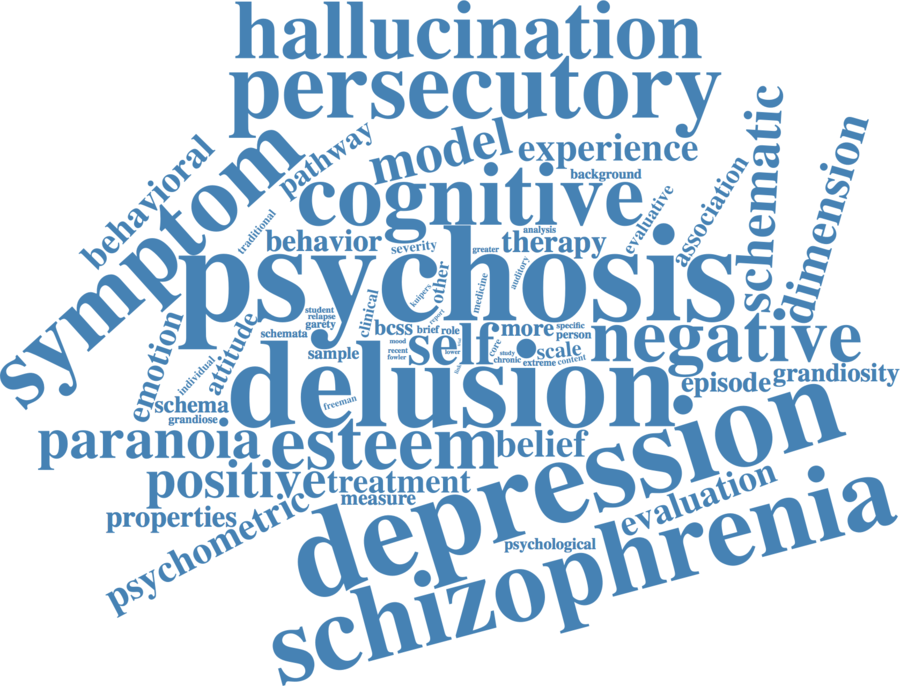 hallucination
persecutory
symptom
behavioral
pathway
model
experience
background
cognitive
traditional
behavior
severity
greater
analysis
therapy
evaluative
association
schematic
dimension
psychosis
other
kuipers
medicine
auditory
report
clinical
student
relapse
garety
schemata
bcss
brief
role
more
specific
person
negative
emotion
individual
attitude
sample
mood
recent
fowler
self
lower
core
study
chronic
scale
extreme
content
delusion
episode
grandiosity
schema
grandiose
freeman
paranoia
esteem
belief
positive
treatment
measure
depression
properties
psychometric
evaluation
psychological
schizophrenia